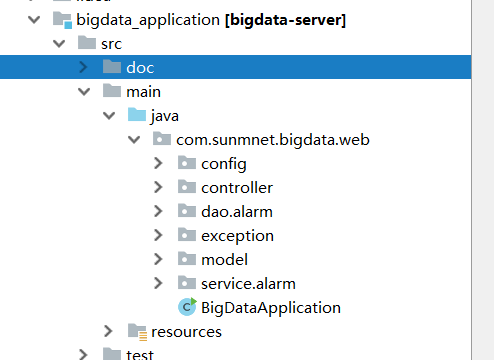 bigdata_application [bigdata-server]
src
doc
main
java
com.sunmnet.bigdata.web
config
controller
dao.alarm
exception
model
service.alarm
BigDataApplication
resources
test